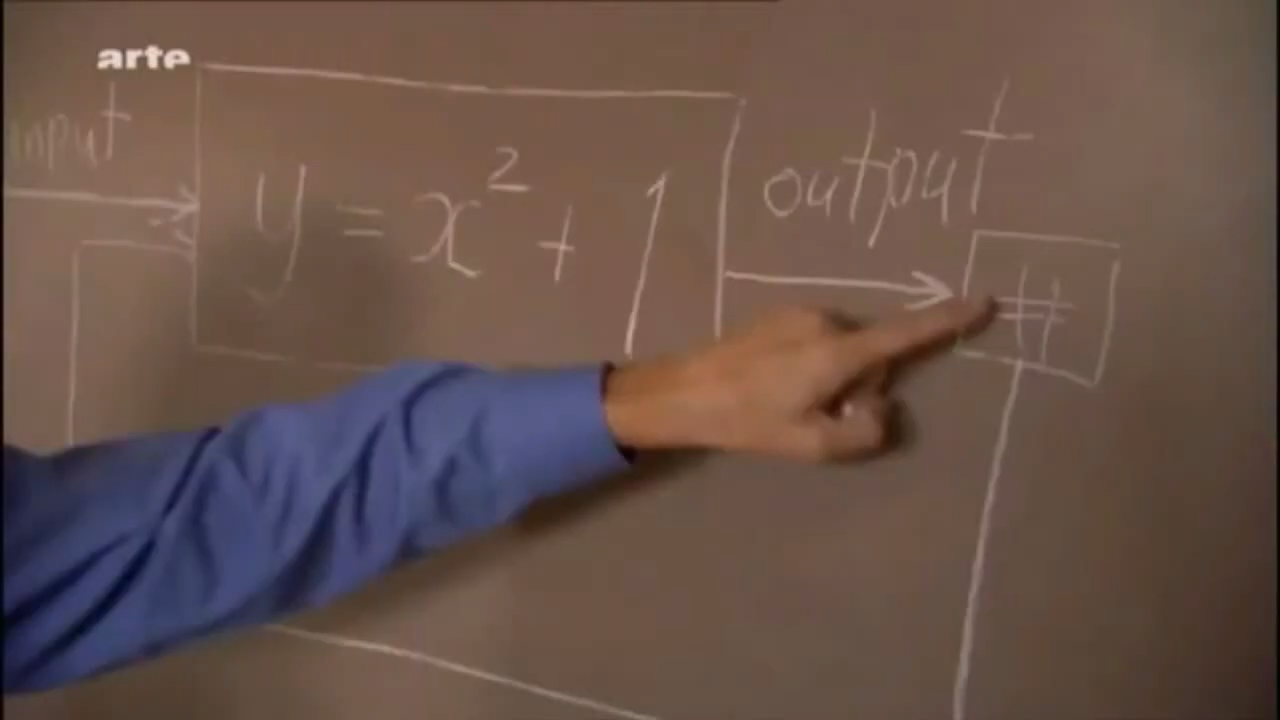 arte
input
y = x² + 1
output
#